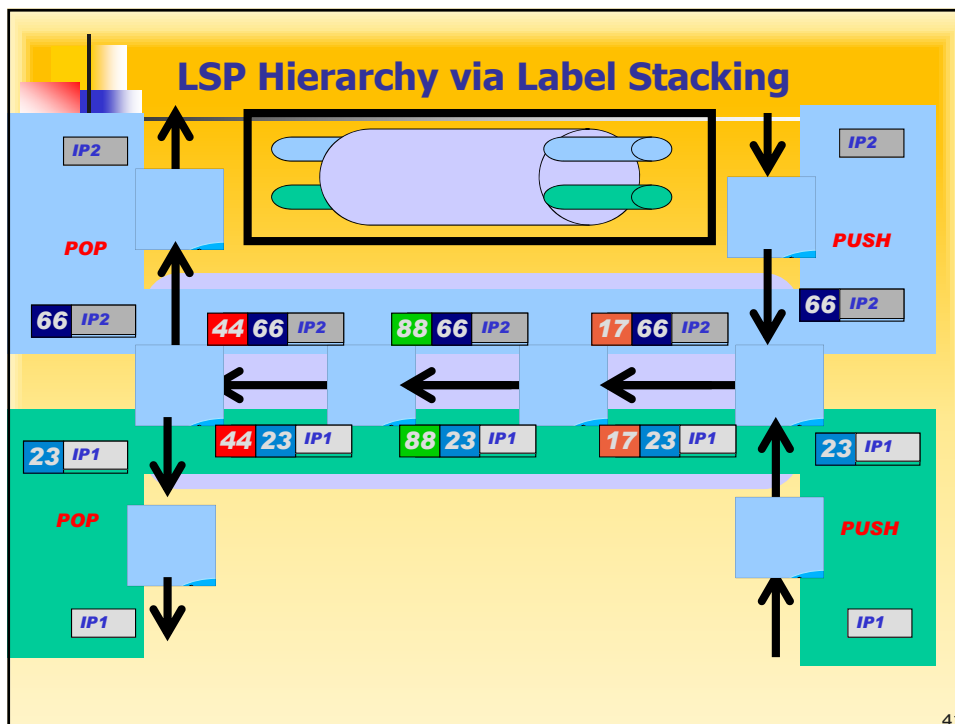 LSP Hierarchy via Label Stacking
IP2
IP2
POP
PUSH
66 IP2
66 IP2
44 66 IP2
88 66 IP2
17 66 IP2
44 23 IP1
88 23 IP1
17 23 IP1
23 IP1
23 IP1
POP
PUSH
IP1
IP1